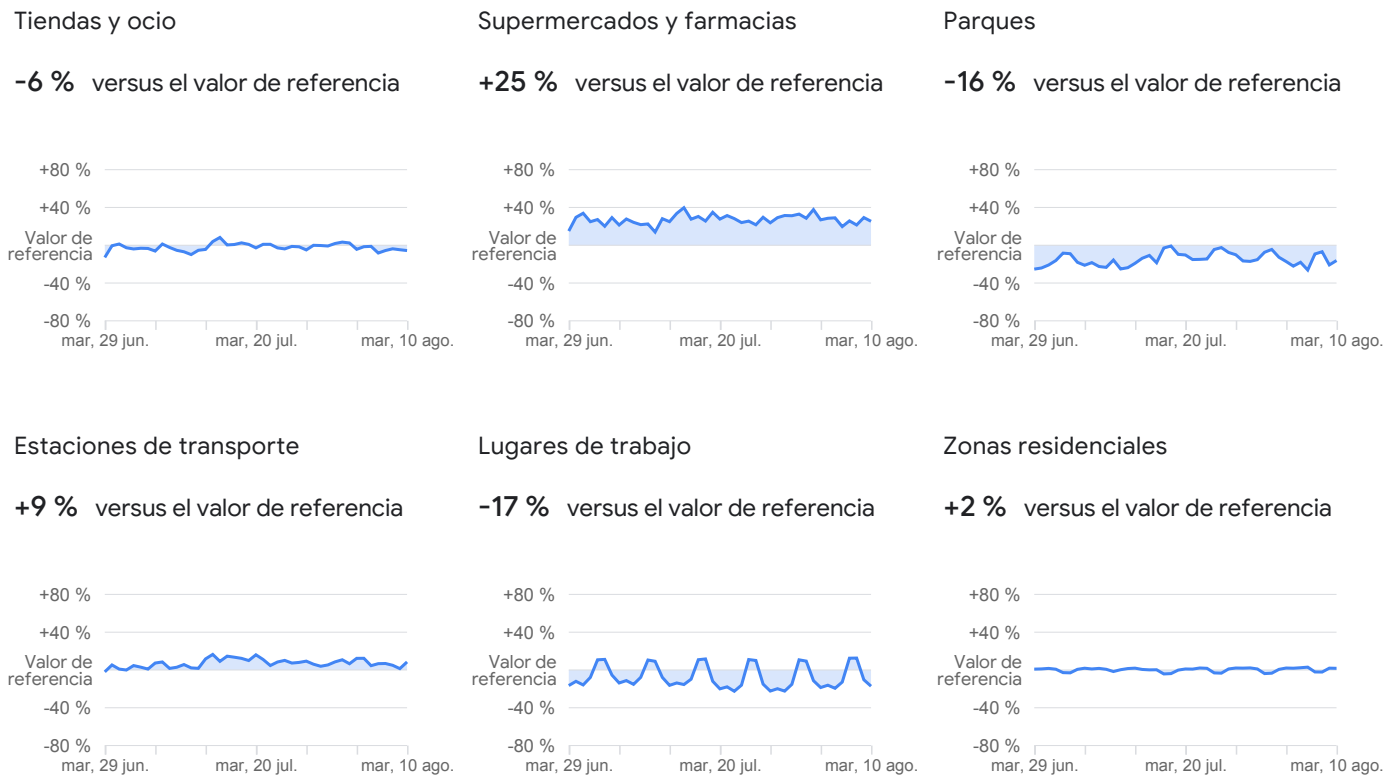 Tiendas y ocio
-6 % versus el valor de referencia
+80 %
+40 %
Valor de
referencia
-40 %
-80 %
mar, 29 jun. mar, 20 jul. mar, 10 ago.
Supermercados y farmacias
+25 % versus el valor de referencia
+80 %
+40 %
Valor de
referencia
-40 %
-80 %
mar, 29 jun. mar, 20 jul. mar, 10 ago.
Parques
-16 % versus el valor de referencia
+80 %
+40 %
Valor de
referencia
-40 %
-80 %
mar, 29 jun. mar, 20 jul. mar, 10 ago.
Estaciones de transporte
+9 % versus el valor de referencia
+80 %
+40 %
Valor de
referencia
-40 %
-80 %
mar, 29 jun. mar, 20 jul. mar, 10 ago.
Lugares de trabajo
-17 % versus el valor de referencia
+80 %
+40 %
Valor de
referencia
-40 %
-80 %
mar, 29 jun. mar, 20 jul. mar, 10 ago.
Zonas residenciales
+2 % versus el valor de referencia
+80 %
+40 %
Valor de
referencia
-40 %
-80 %
mar, 29 jun. mar, 20 jul. mar, 10 ago.